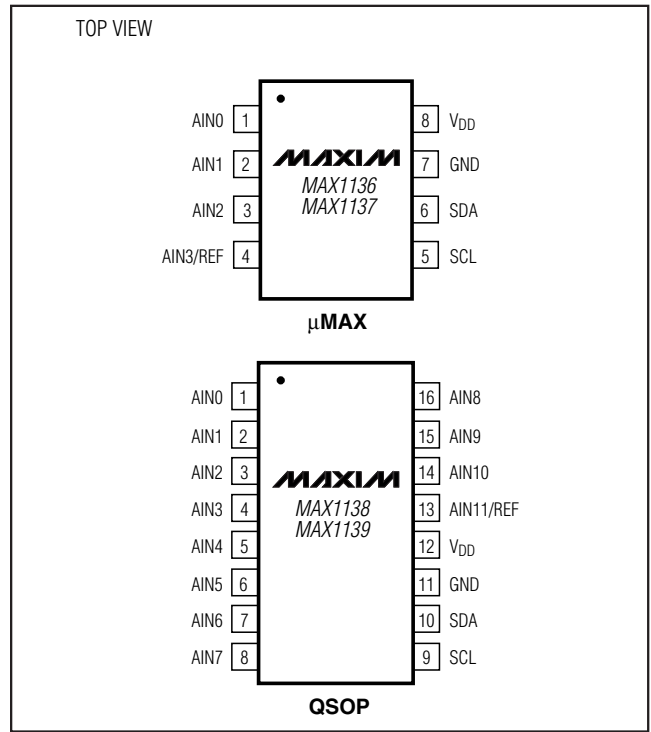 TOP VIEW
AIN0 1 8 VDD
AIN1 2 MAXIM 7 GND
MAX1136
AIN2 3 MAX1137 6 SDA
AIN3/REF 4 5 SCL
μMAX
AIN0 1 16 AIN8
AIN1 2 15 AIN9
AIN2 3 MAXIM 14 AIN10
AIN3 4 MAX1138 13 AIN11/REF
MAX1139
AIN4 5 12 VDD
AIN5 6 11 GND
AIN6 7 10 SDA
AIN7 8 9 SCL
QSOP